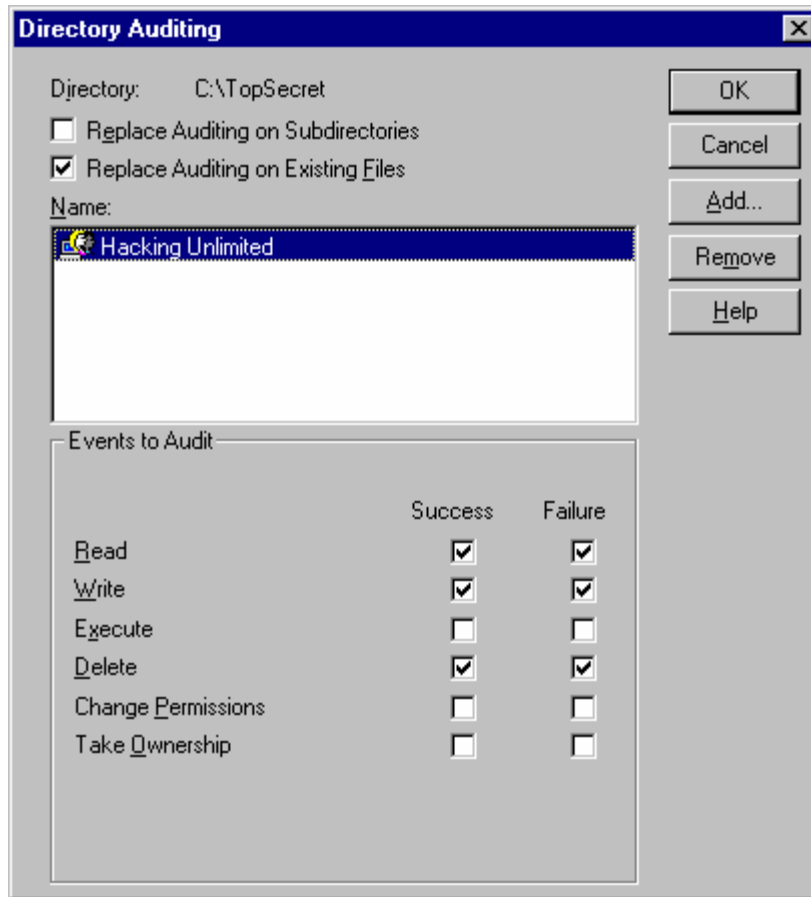 Directory Auditing
Directory: C:\TopSecret
Replace Auditing on Subdirectories
Replace Auditing on Existing Files
Name:
Hacking Unlimited
OK
Cancel
Add...
Remove
Help
Events to Audit
Success Failure
Read
Write
Execute
Delete
Change Permissions
Take Ownership